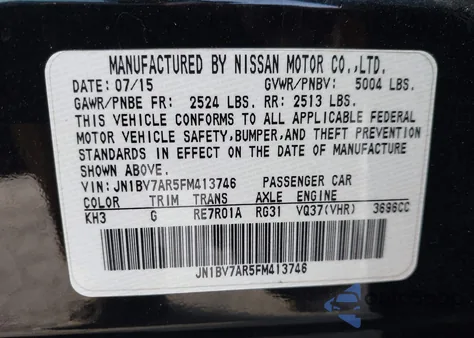 MANUFACTURED BY NISSAN MOTOR CO.,LTD.
DATE: 07/15 GVWR/PNBV: 5004 LBS.
GAWR/PNBE FR: 2524 LBS. RR: 2513 LBS.
THIS VEHICLE CONFORMS TO ALL APPLICABLE FEDERAL
MOTOR VEHICLE SAFETY,BUMPER,AND THEFT PREVENTION
STANDARDS IN EFFECT ON THE DATE OF MANUFACTURE
SHOWN ABOVE.
VIN: JN1BV7AR5FM413746 PASSENGER CAR
COLOR TRIM TRANS AXLE ENGINE
KH3 G RE7R01A RG31 VQ37(VHR) 3696CC
JN1BV7AR5FM413746